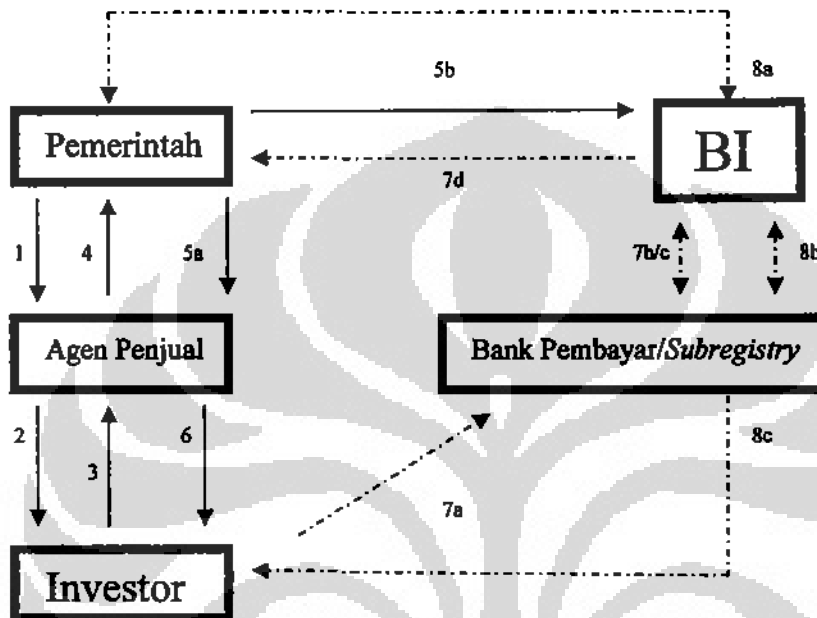 5b
8a
Pemerintah
BI
7d
1
4
5a
7b/c
8b
Agen Penjual
Bank Pembayar/Subregistry
2
3
6
8c
7a
Investor